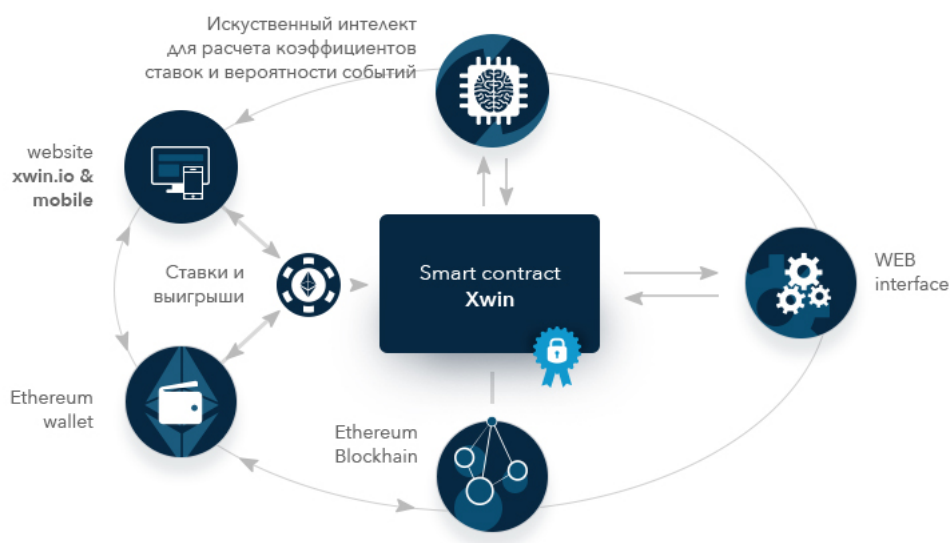 Искуственный интелект
для расчета коэффициентов
ставок и вероятности событий
website
xwin.io &
mobile
Ставки и
выигрыши
Smart contract
Xwin
WEB
interface
Ethereum
wallet
Ethereum
Blockhain